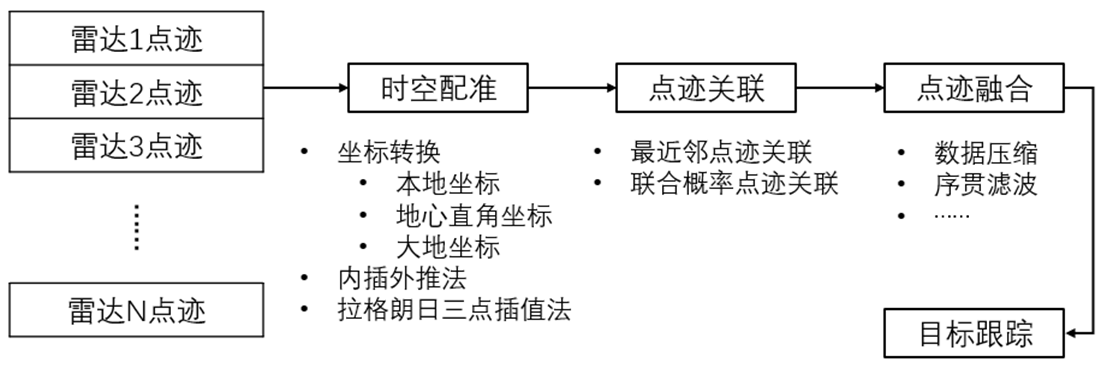 雷达1点迹
雷达2点迹
雷达3点迹
雷达N点迹
时空配准
• 坐标转换
• 本地坐标
• 地心直角坐标
• 大地坐标
• 内插外推法
• 拉格朗日三点插值法
点迹关联
• 最近邻点迹关联
• 联合概率点迹关联
点迹融合
• 数据压缩
• 序贯滤波
• ……
目标跟踪